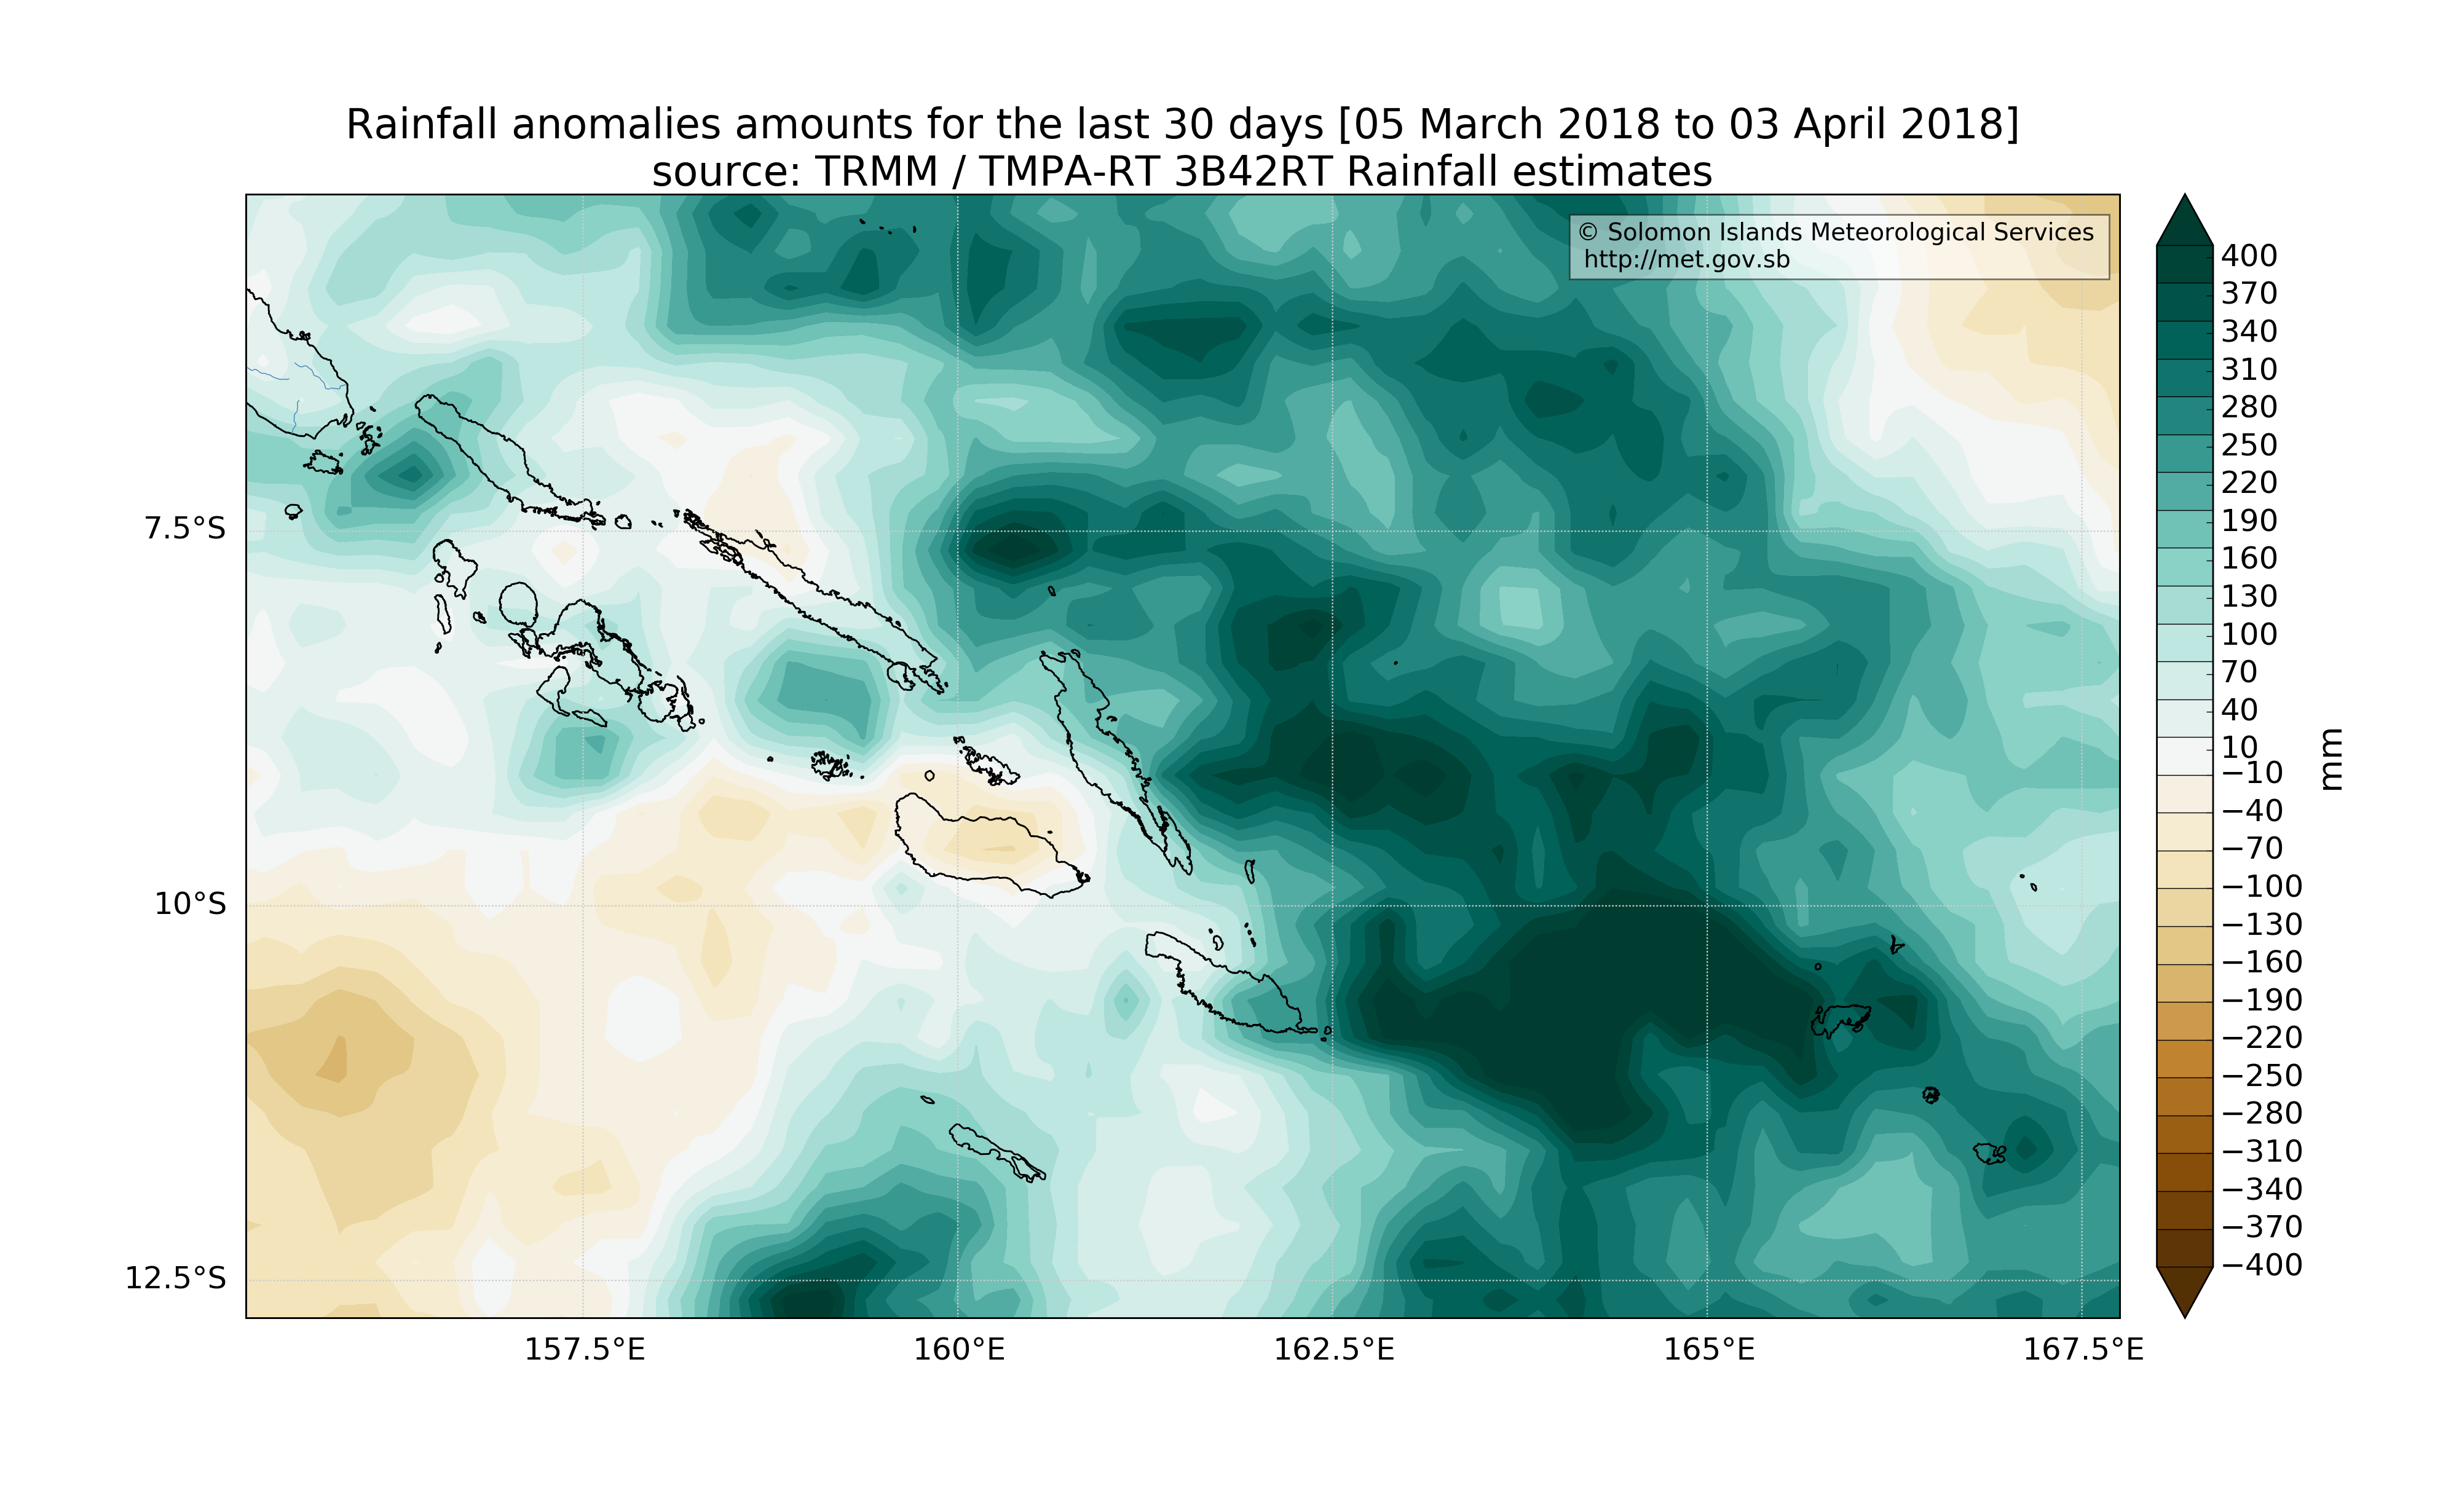 Rainfall anomalies amounts for the last 30 days [05 March 2018 to 03 April 2018]
source: TRMM / TMPA-RT 3B42RT Rainfall estimates
© Solomon Islands Meteorological Services
http://met.gov.sb
7.5°S
10°S
12.5°S
157.5°E
160°E
162.5°E
165°E
167.5°E
400
370
340
310
280
250
220
190
160
130
100
70
40
10
−10
−40
−70
−100
−130
−160
−190
−220
−250
−280
−310
−340
−370
−400
mm